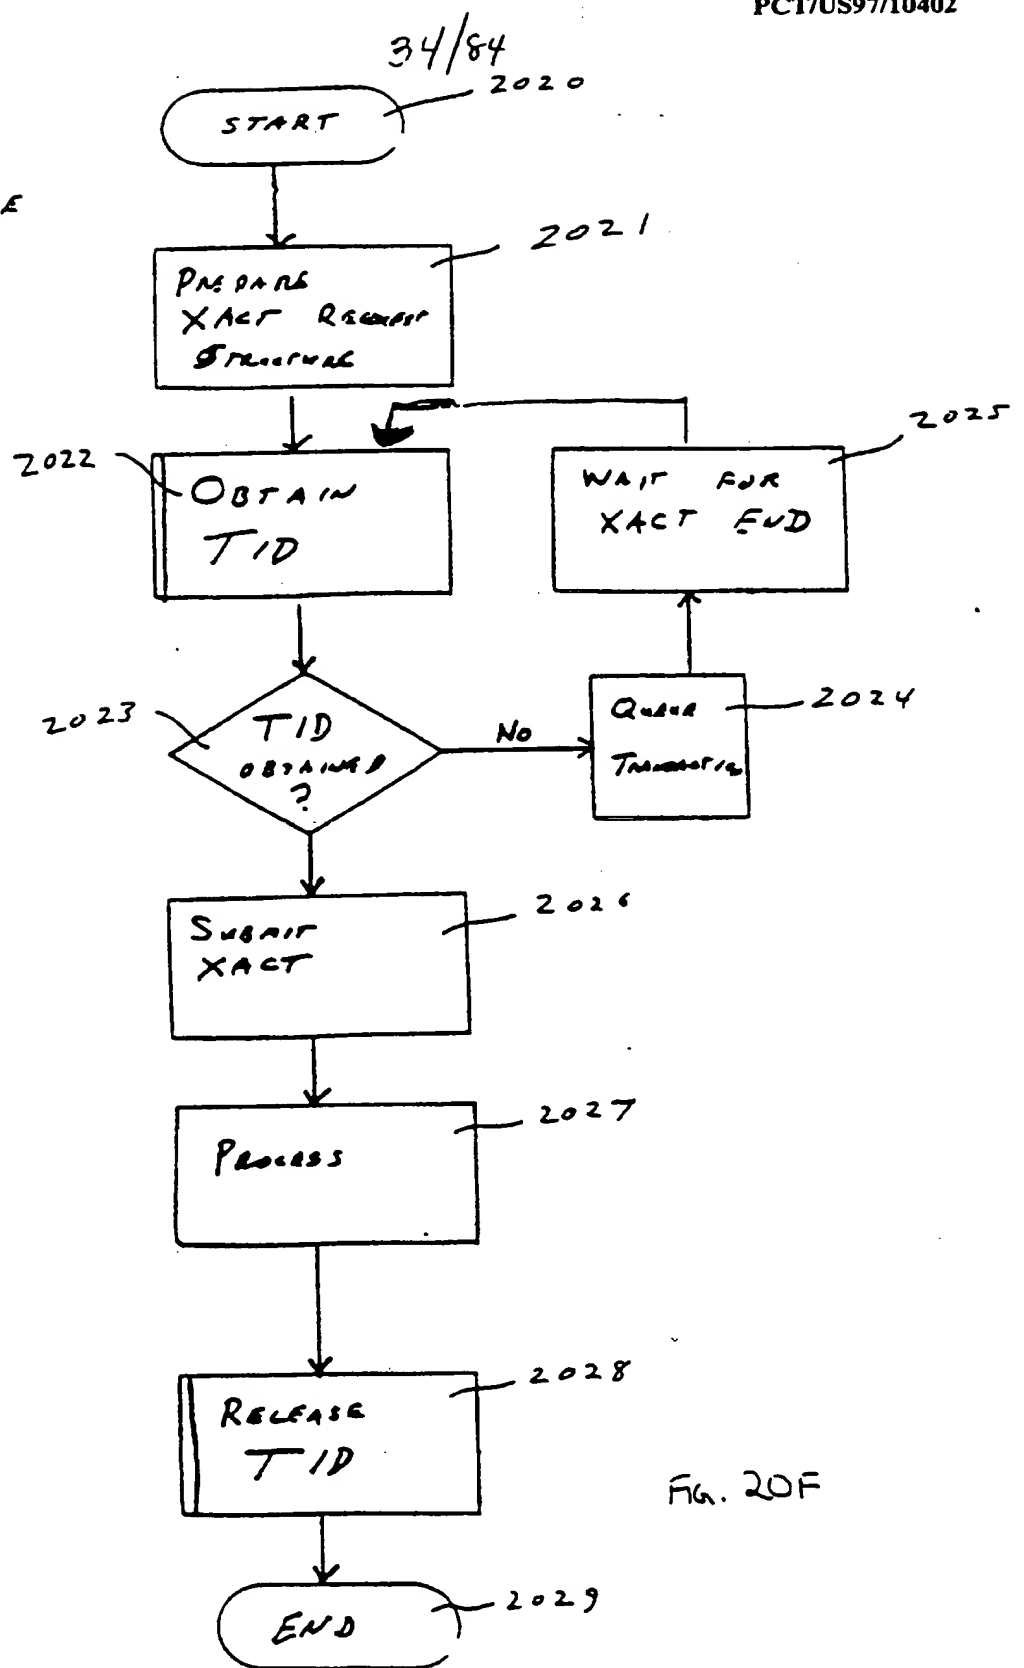 PCT/US97/10402
34/84
START
2020
E
2021
PREPARE
XACT REQUEST
STRUCTURE
2022
OBTAIN
TID
2025
WAIT FOR
XACT END
2023
TID
OBTAINED
?
No
2024
QUEUE
TRANSACTION
2026
SUBMIT
XACT
2027
PROCESS
2028
RELEASE
TID
FIG. 20F
2029
END